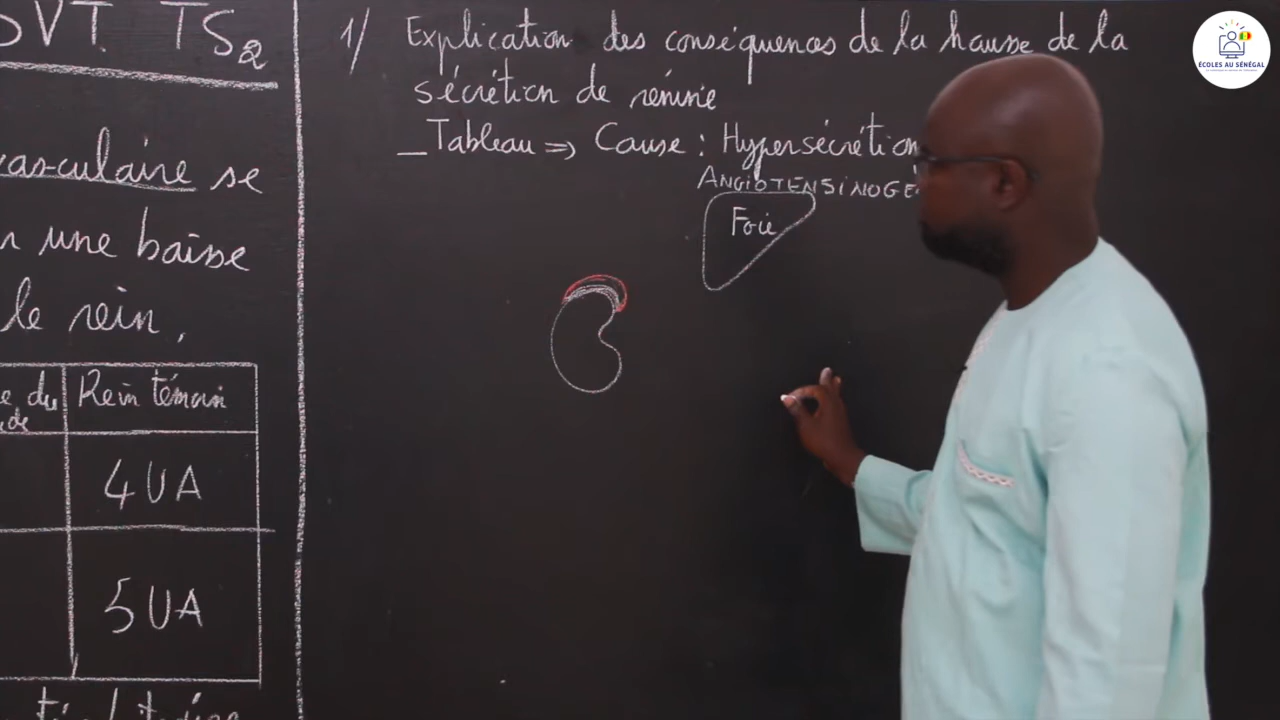 SVT TS2
vasculaire se
une baisse
le rein,
Rein témoin
4 UA
5 UA
1/ Explication des conséquences de la hausse de la
sécrétion de rénine
_ Tableau => Cause : Hypersécrétion
ANGIOTENSINOGE
Foie
ÉCOLES AU SÉNÉGAL